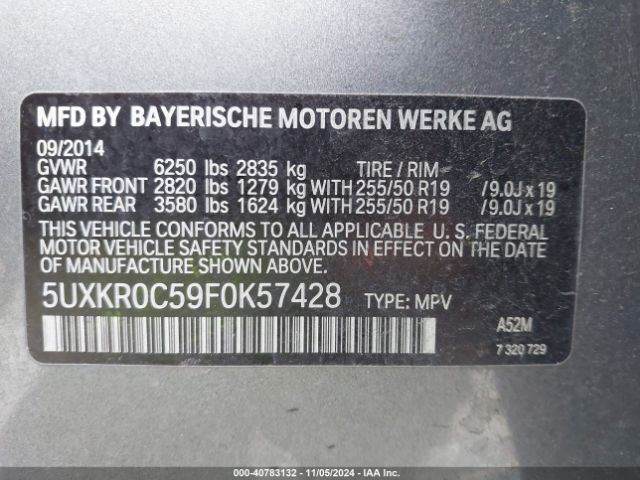 MFD BY BAYERISCHE MOTOREN WERKE AG
09/2014
GVWR 6250 lbs 2835 kg TIRE / RIM
GAWR FRONT 2820 lbs 1279 kg WITH 255/50 R19 /9.0J x 19
GAWR REAR 3580 lbs 1624 kg WITH 255/50 R19 /9.0J x 19
THIS VEHICLE CONFORMS TO ALL APPLICABLE U. S. FEDERAL
MOTOR VEHICLE SAFETY STANDARDS IN EFFECT ON THE DATE
OF MANUFACTURE SHOWN ABOVE.
5UXKR0C59F0K57428 TYPE: MPV
A52M
7 320 729
000-40783132 - 11/05/2024 - IAA Inc.